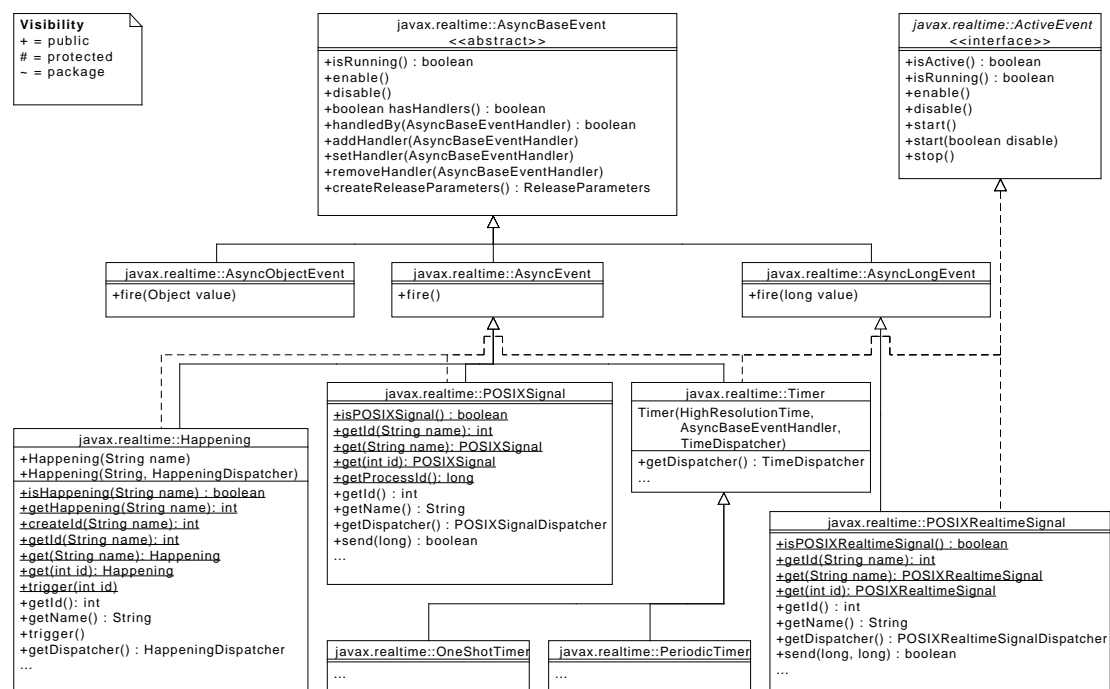 Visibility
+ = public
# = protected
~ = package
javax.realtime::AsyncBaseEvent
<<abstract>>
+isRunning() : boolean
+enable()
+disable()
+boolean hasHandlers() : boolean
+handledBy(AsyncBaseEventHandler) : boolean
+addHandler(AsyncBaseEventHandler)
+setHandler(AsyncBaseEventHandler)
+removeHandler(AsyncBaseEventHandler)
+createReleaseParameters() : ReleaseParameters
javax.realtime::ActiveEvent
<<interface>>
+isActive() : boolean
+isRunning() : boolean
+enable()
+disable()
+start()
+start(boolean disable)
+stop()
javax.realtime::AsyncObjectEvent
+fire(Object value)
javax.realtime::AsyncEvent
+fire()
javax.realtime::AsyncLongEvent
+fire(long value)
javax.realtime::Happening
+Happening(String name)
+Happening(String, HappeningDispatcher)
+isHappening(String name) : boolean
+getHappening(String name): int
+createId(String name): int
+getId(String name): int
+get(String name): Happening
+get(int id): Happening
+trigger(int id)
+getId(): int
+getName() : String
+trigger()
+getDispatcher() : HappeningDispatcher
...
javax.realtime::POSIXSignal
+isPOSIXSignal() : boolean
+getId(String name): int
+get(String name): POSIXSignal
+get(int id): POSIXSignal
+getProcessId(): long
+getId() : int
+getName() : String
+getDispatcher() : POSIXSignalDispatcher
+send(long) : boolean
...
javax.realtime::Timer
Timer(HighResolutionTime,
AsyncBaseEventHandler,
TimeDispatcher)
+getDispatcher() : TimeDispatcher
...
javax.realtime::POSIXRealtimeSignal
+isPOSIXRealtimeSignal() : boolean
+getId(String name): int
+get(String name): POSIXRealtimeSignal
+get(int id): POSIXRealtimeSignal
+getId() : int
+getName() : String
+getDispatcher() : POSIXRealtimeSignalDispatcher
+send(long, long) : boolean
...
javax.realtime::OneShotTimer
...
javax.realtime::PeriodicTimer
...